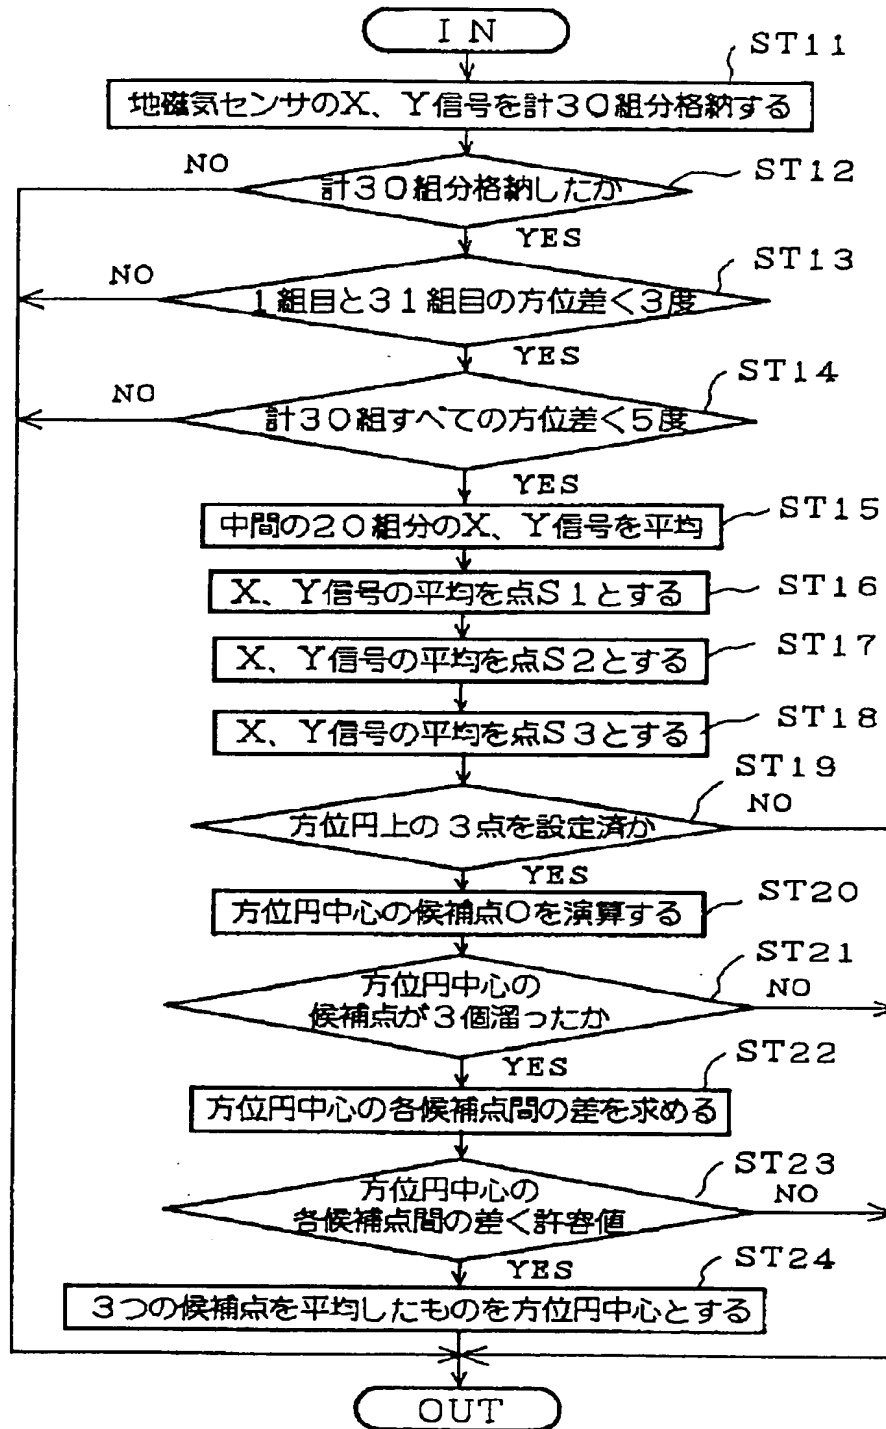 IN
ST11
地磁気センサのX、Y信号を計30組分格納する
NO
ST12
計30組分格納したか
YES
ST13
NO
1組目と31組目の方位差<3度
YES
ST14
NO
計30組すべての方位差<5度
YES
ST15
中間の20組分のX、Y信号を平均
ST16
X、Y信号の平均を点S1とする
ST17
X、Y信号の平均を点S2とする
ST18
X、Y信号の平均を点S3とする
ST19
NO
方位円上の3点を設定済か
YES
ST20
方位円中心の候補点Oを演算する
ST21
方位円中心の
NO
候補点が3個溜ったか
YES
ST22
方位円中心の各候補点間の差を求める
ST23
方位円中心の
NO
各候補点間の差<許容値
YES
ST24
3つの候補点を平均したものを方位円中心とする
OUT